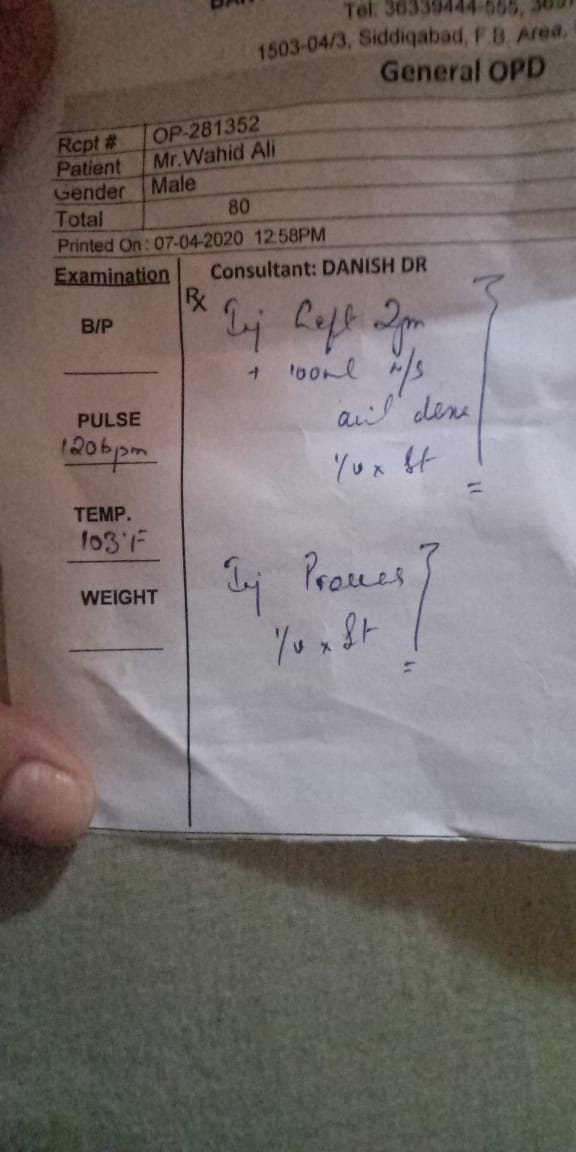 Tel: 36339444-555,
1503-04/3, Siddiqabad, F.B. Area,
General OPD
Rcpt # OP-281352
Patient Mr.Wahid Ali
Gender Male
Total 80
Printed On : 07-04-2020 12:58PM
Examination
Consultant: DANISH DR
B/P
PULSE
120bpm
TEMP.
103°F
WEIGHT
Rx
Inj Ceft 2gm
+ 100ml N/S
I/V x St
Inj
I/V x St